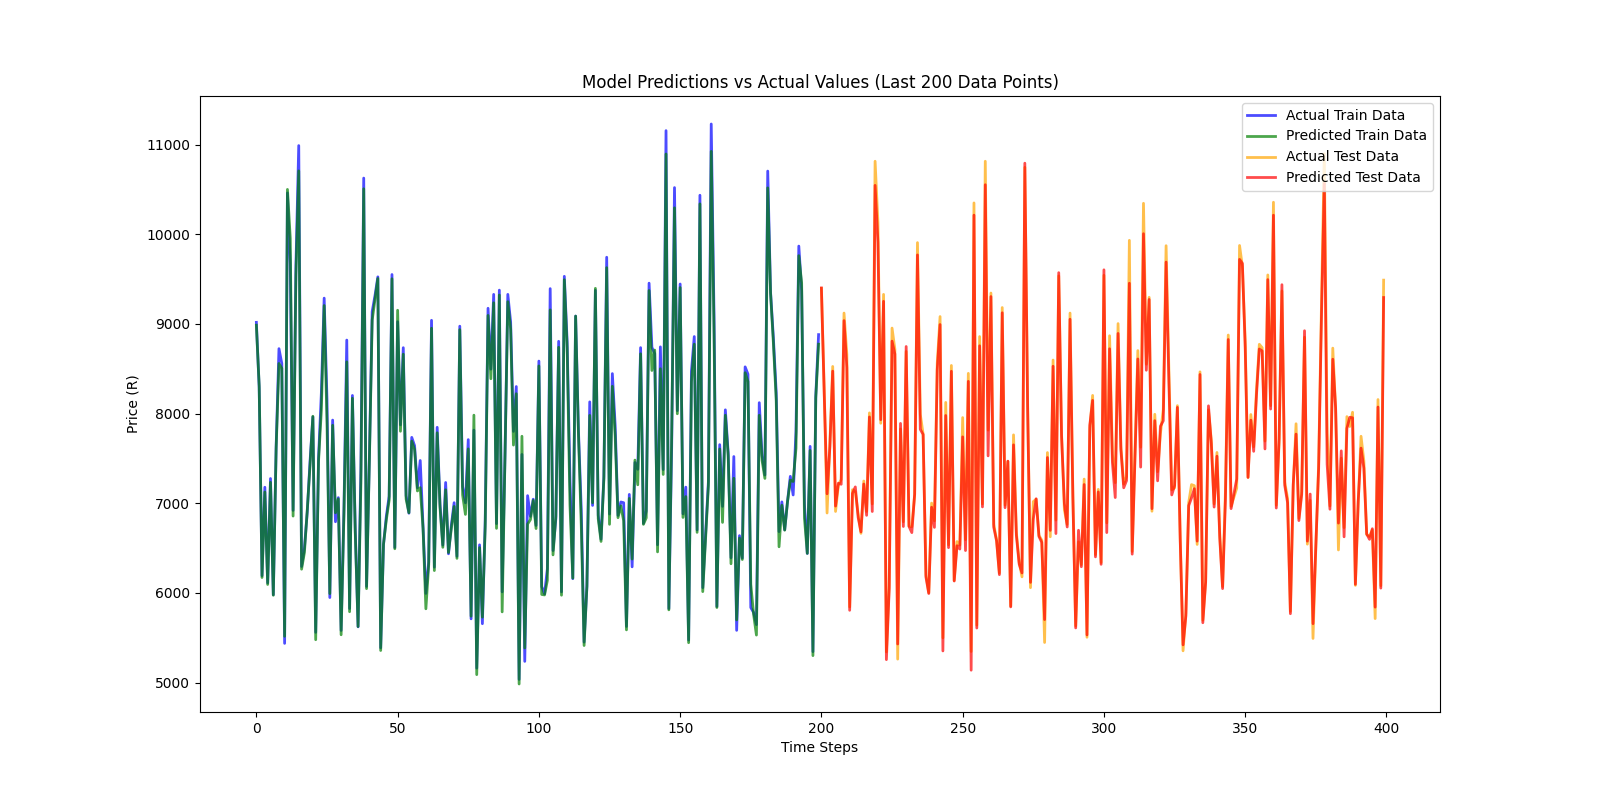 Model Predictions vs Actual Values (Last 200 Data Points)
Actual Train Data
Predicted Train Data
Actual Test Data
Predicted Test Data
Price (R)
11000
10000
9000
8000
7000
6000
5000
0 50 100 150 200 250 300 350 400
Time Steps